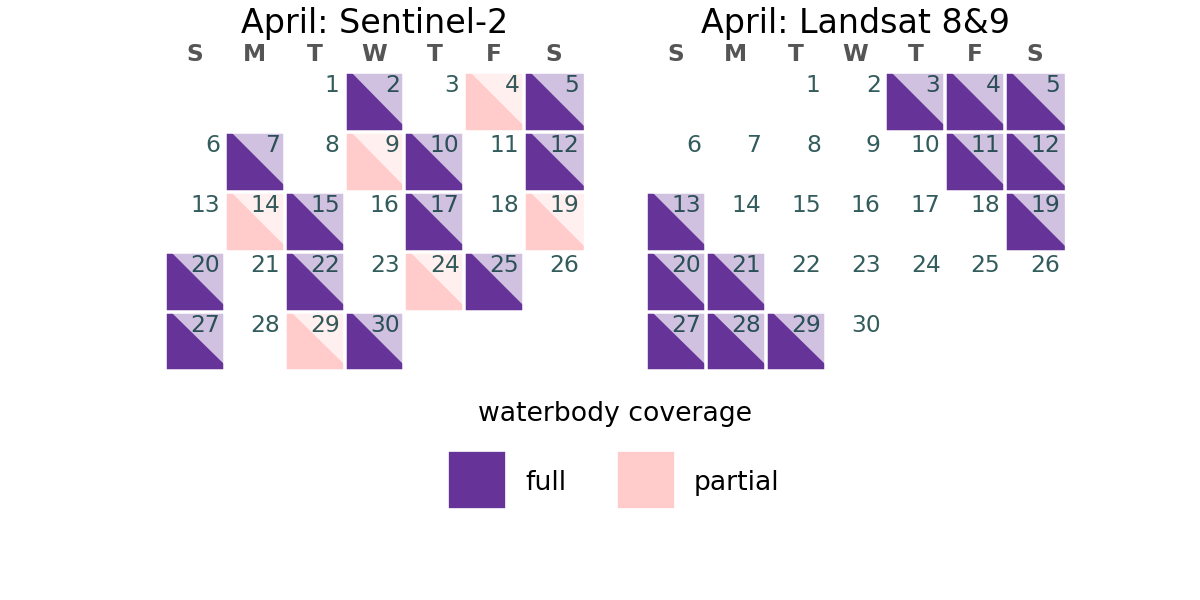 April: Sentinel-2
S M T W T F S
1 2 3 4 5
6 7 8 9 10 11 12
13 14 15 16 17 18 19
20 21 22 23 24 25 26
27 28 29 30
April: Landsat 8&9
S M T W T F S
1 2 3 4 5
6 7 8 9 10 11 12
13 14 15 16 17 18 19
20 21 22 23 24 25 26
27 28 29 30
waterbody coverage
full partial